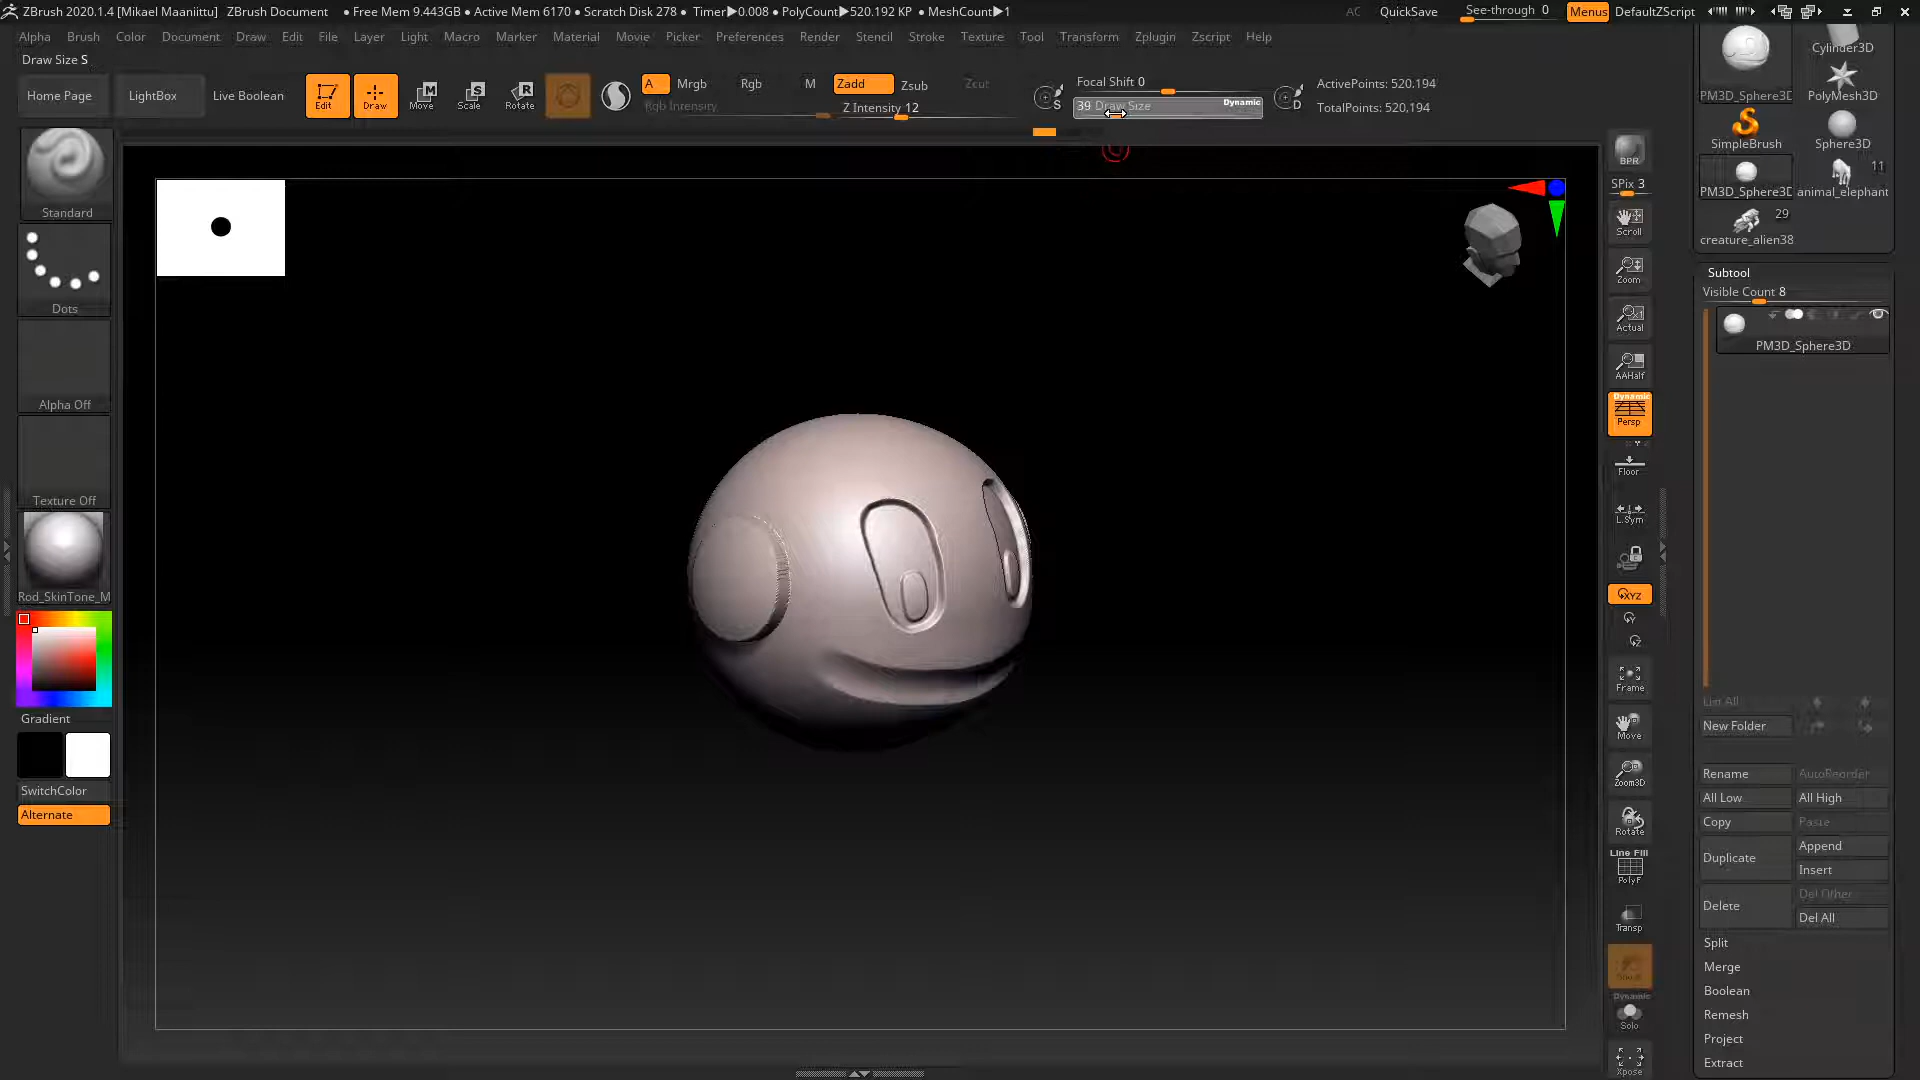 ZBrush 2020.1.4 [Mikael Maaniittu] ZBrush Document • Free Mem 9.443GB • Active Mem 6170 • Scratch Disk 278 • Timer▶0.008 • PolyCount▶520.192 KP • MeshCount▶1 AC QuickSave See-through 0 Menus DefaultZScript
Alpha Brush Color Document Draw Edit File Layer Light Macro Marker Material Movie Picker Preferences Render Stencil Stroke Texture Tool Transform Zplugin Zscript Help
Draw Size S
Home Page LightBox Live Boolean Edit Draw Move Scale Rotate
A Mrgb Rgb M Zadd Zsub Zcut
Rgb Intensity Z Intensity 12
S Focal Shift 0
39 Draw Size Dynamic D
ActivePoints: 520,194
TotalPoints: 520,194
Standard
Dots
Alpha Off
Texture Off
Rod_SkinTone_M
Gradient
SwitchColor
Alternate
BPR
SPix 3
Scroll
Zoom
Actual
AAHalf
Dynamic
Persp
Floor
L.Sym
XYZ
Frame
Move
Zoom3D
Rotate
Line Fill
PolyF
Transp
Dynamic
Solo
Xpose
Cylinder3D
PM3D_Sphere3D PolyMesh3D
SimpleBrush Sphere3D
11
PM3D_Sphere3D animal_elephant
29
creature_alien38
Subtool
Visible Count 8
PM3D_Sphere3D
List All
New Folder
Rename AutoReorder
All Low All High
Copy Paste
Duplicate Append
Insert
Delete Del Other
Del All
Split
Merge
Boolean
Remesh
Project
Extract